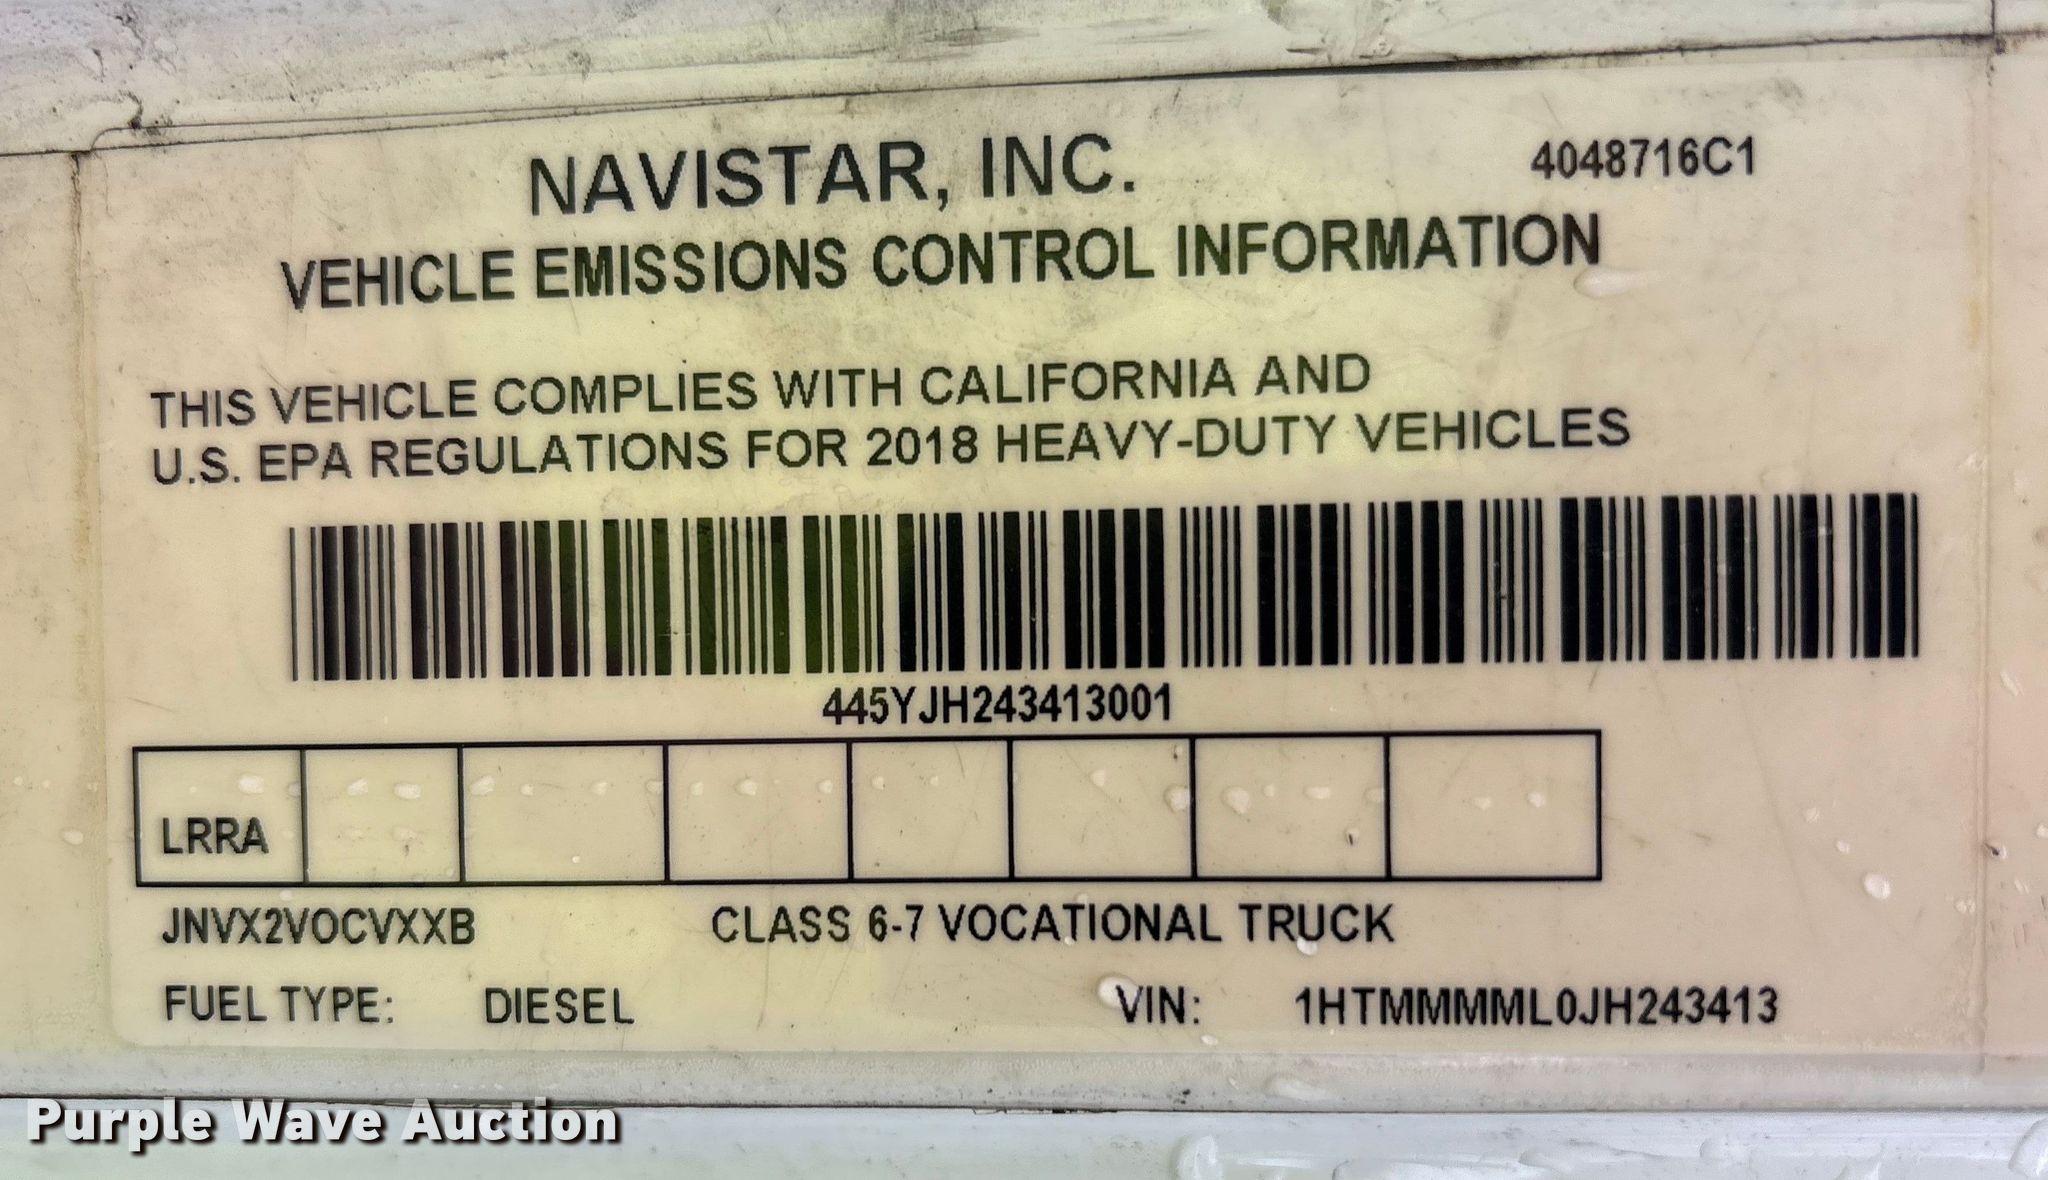 NAVISTAR, INC.
4048716C1
VEHICLE EMISSIONS CONTROL INFORMATION
THIS VEHICLE COMPLIES WITH CALIFORNIA AND
U.S. EPA REGULATIONS FOR 2018 HEAVY-DUTY VEHICLES
445YJH243413001
LRRA
JNVX2VOCVXXB CLASS 6-7 VOCATIONAL TRUCK
FUEL TYPE: DIESEL VIN: 1HTMMMML0JH243413
Purple Wave Auction